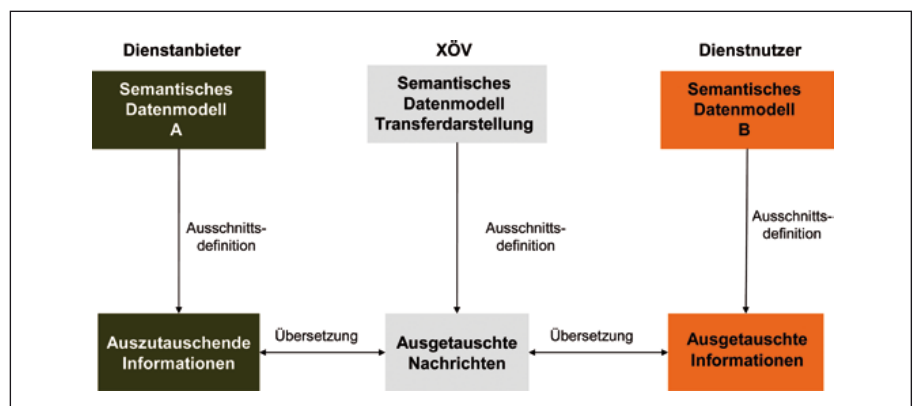 Dienstanbieter
XÖV
Dienstnutzer
Semantisches
Datenmodell
A
Semantisches
Datenmodell
Transferdarstellung
Semantisches
Datenmodell
B
Ausschnitts-
definition
Ausschnitts-
definition
Ausschnitts-
definition
Auszutauschende
Informationen
Übersetzung
Ausgetauschte
Nachrichten
Übersetzung
Ausgetauschte
Informationen